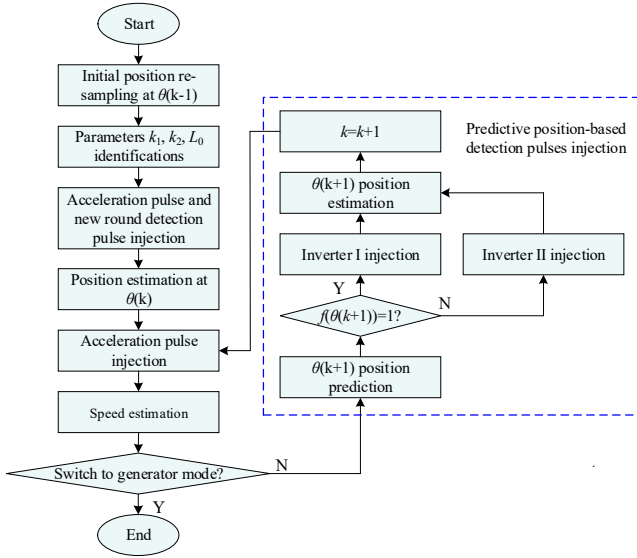 Start
Initial position re-
sampling at θ(k-1)
Parameters k₁, k₂, L₀
identifications
Acceleration pulse and
new round detection
pulse injection
Position estimation at
θ(k)
Acceleration pulse
injection
Speed estimation
Switch to generator mode?
N
Y
End
Predictive position-based
detection pulses injection
k=k+1
θ(k+1) position
estimation
Inverter I injection
Inverter II injection
Y
N
f(θ(k+1))=1?
θ(k+1) position
prediction